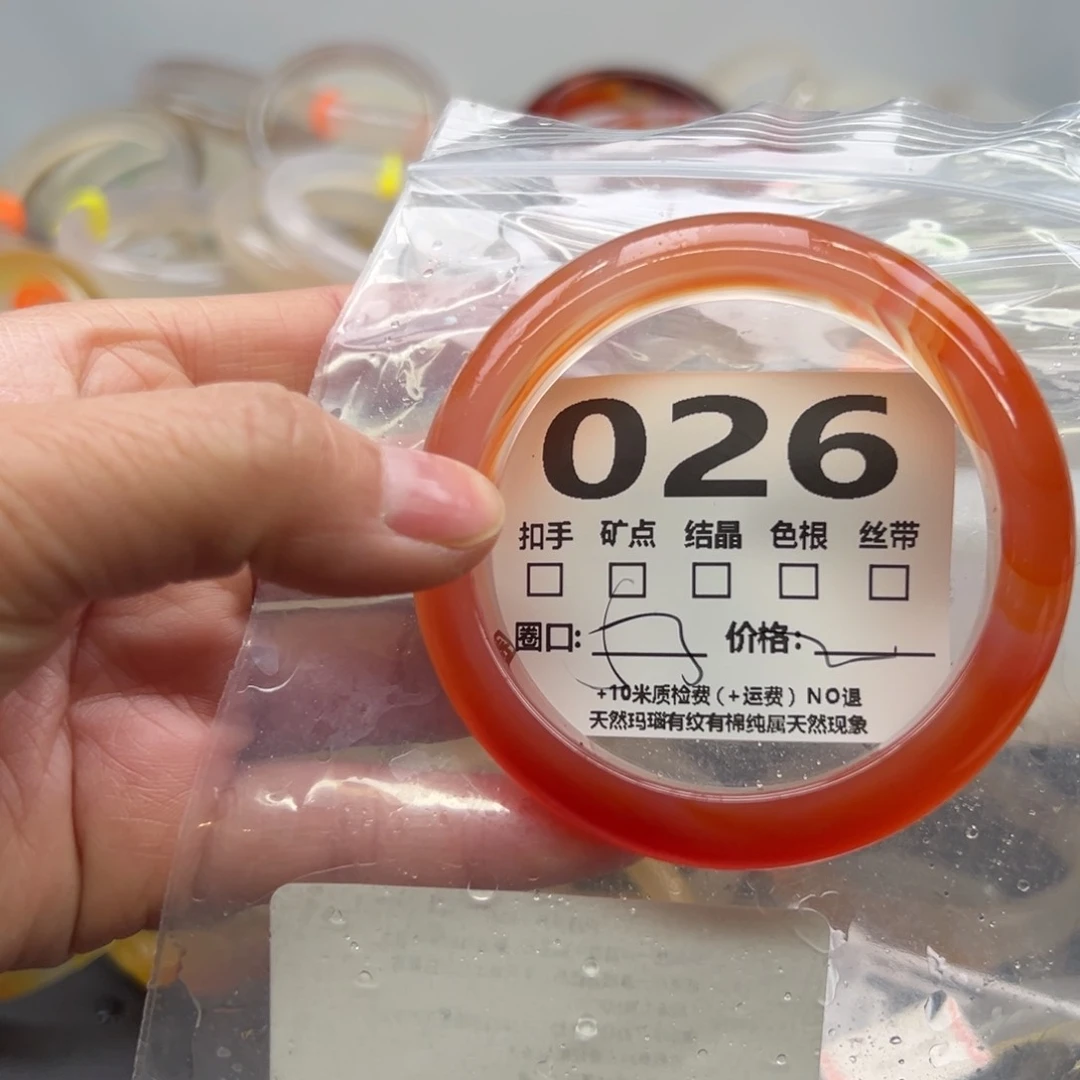 026
扣手 矿点 结晶 色根 丝带
圈口: 价格:
+10米质检费(+运费) NO退
天然玛瑙有纹有棉纯属天然现象